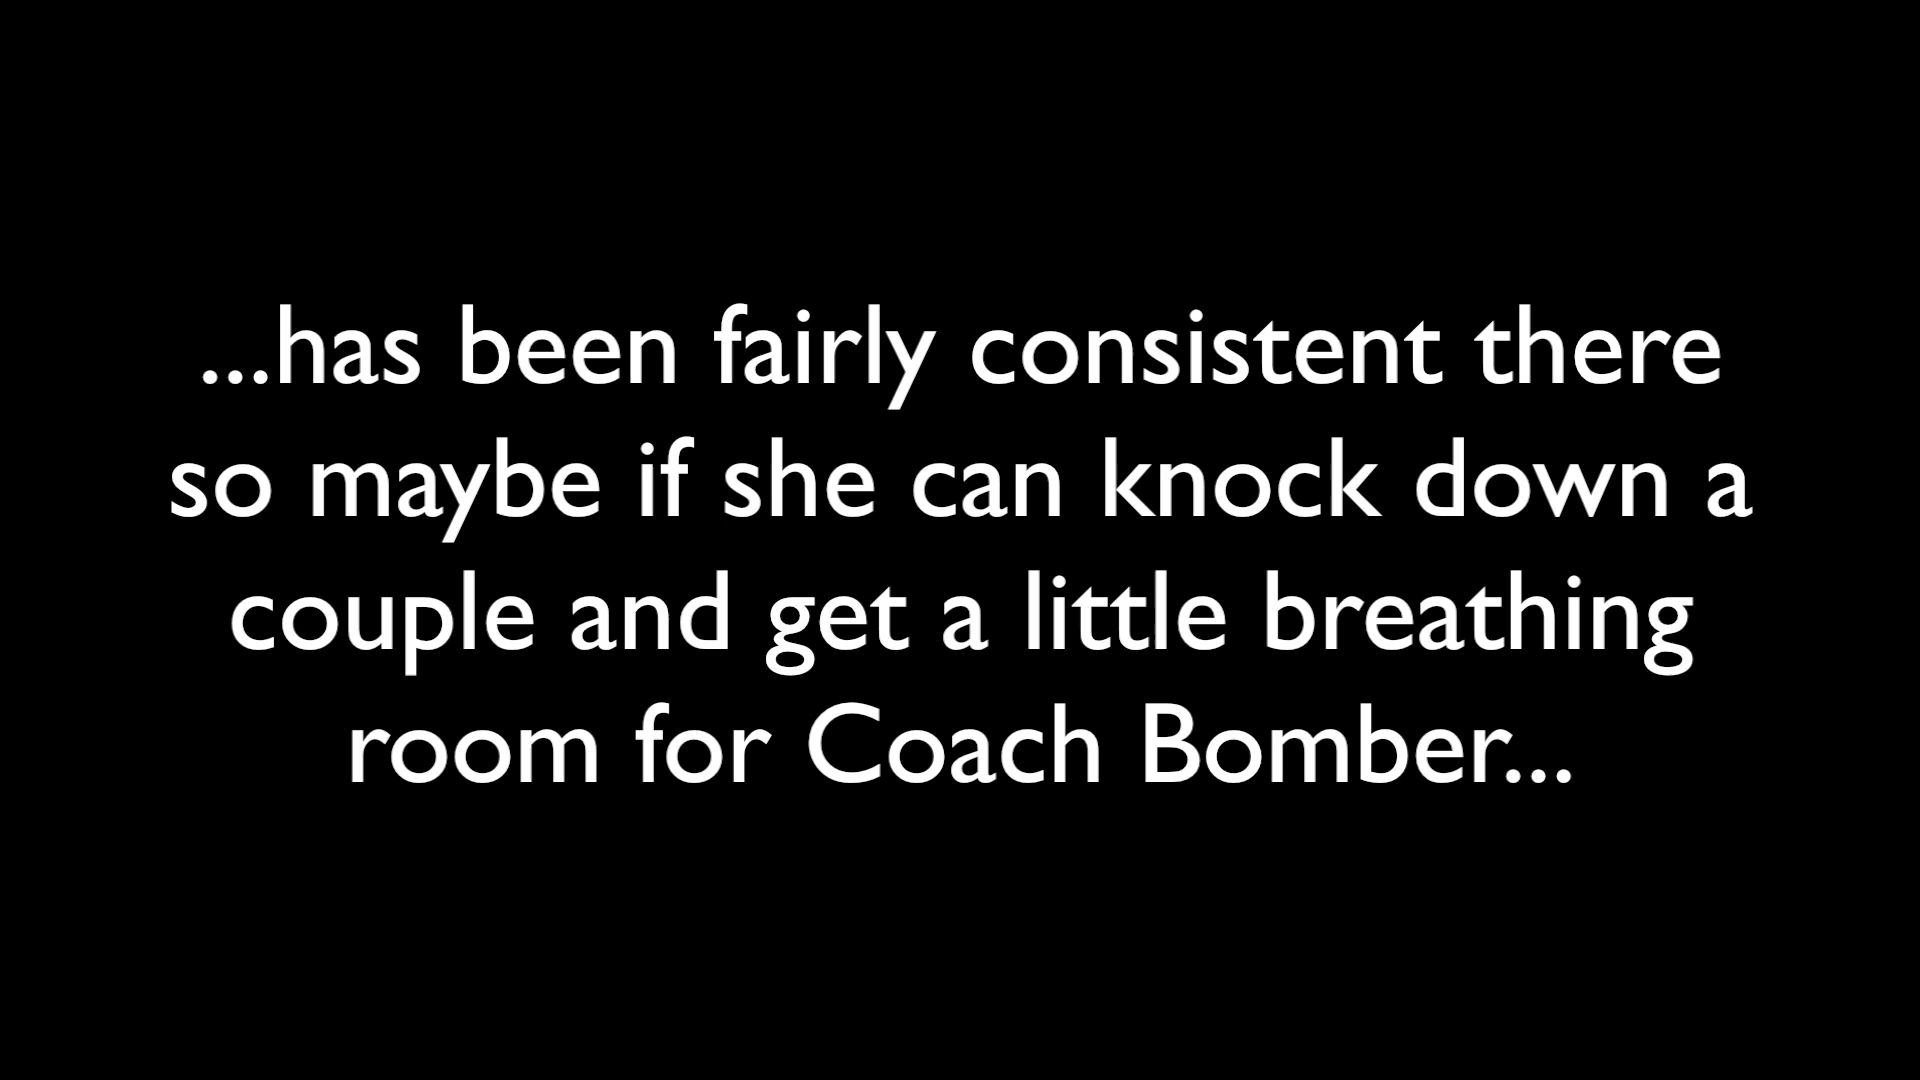 ...has been fairly consistent there
so maybe if she can knock down a
couple and get a little breathing
room for Coach Bomber...